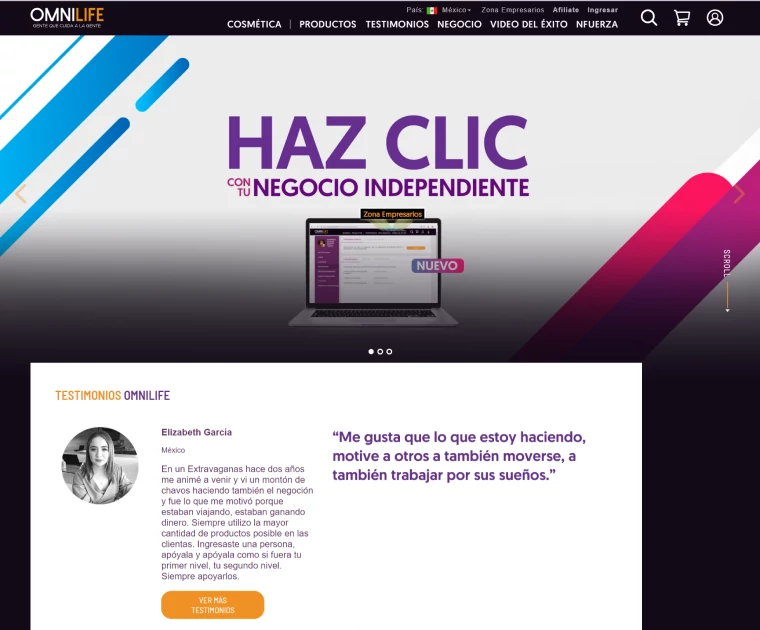 OMNILIFE
GENTE QUE CUIDA A LA GENTE
País: México Zona Empresarios Afíliate Ingresar
COSMÉTICA | PRODUCTOS TESTIMONIOS NEGOCIO VIDEO DEL ÉXITO NFUERZA
HAZ CLIC
CON TU NEGOCIO INDEPENDIENTE
Zona Empresarios
NUEVO
SCROLL
TESTIMONIOS OMNILIFE
Elizabeth García
México
En un Extravaganas hace dos años
me animé a venir y vi un montón de
chavos haciendo también el negoción
y fue lo que me motivó porque
estaban viajando, estaban ganando
dinero. Siempre utilizo la mayor
cantidad de productos posible en las
clientas. Ingresaste una persona,
apóyala y apóyala como si fuera tu
primer nivel, tu segundo nivel.
Siempre apoyarlos.
VER MÁS
TESTIMONIOS
“Me gusta que lo que estoy haciendo,
motive a otros a también moverse, a
también trabajar por sus sueños.”